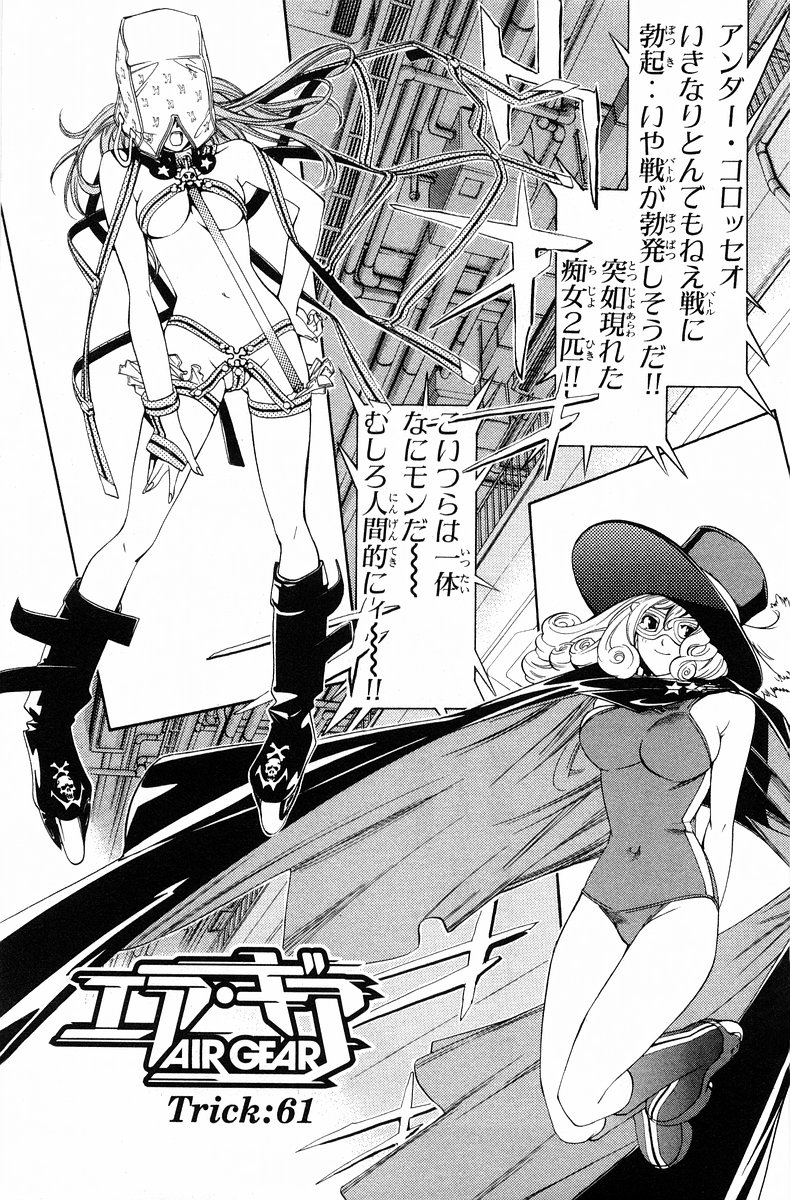 アンダー・コロッセオ
いきなりとんでもねえ戦に
勃起‥いや戦が勃発しそうだ!!
突如現れた
痴女2匹!!
こいつらは一体
なにモンだ〜〜
むしろ人間的にィ〜〜!!
エア・ギア
AIR GEAR
Trick:61